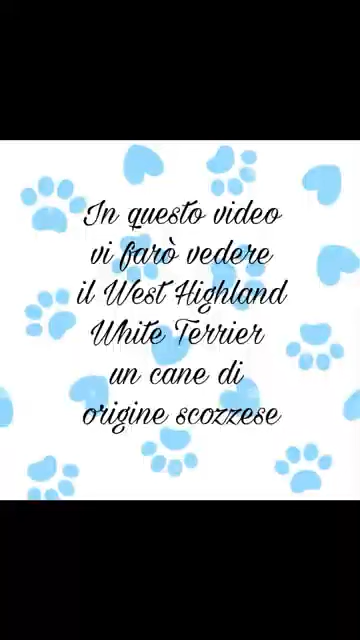 In questo video
vi farò vedere
il West Highland
White Terrier
un cane di
origine scozzese